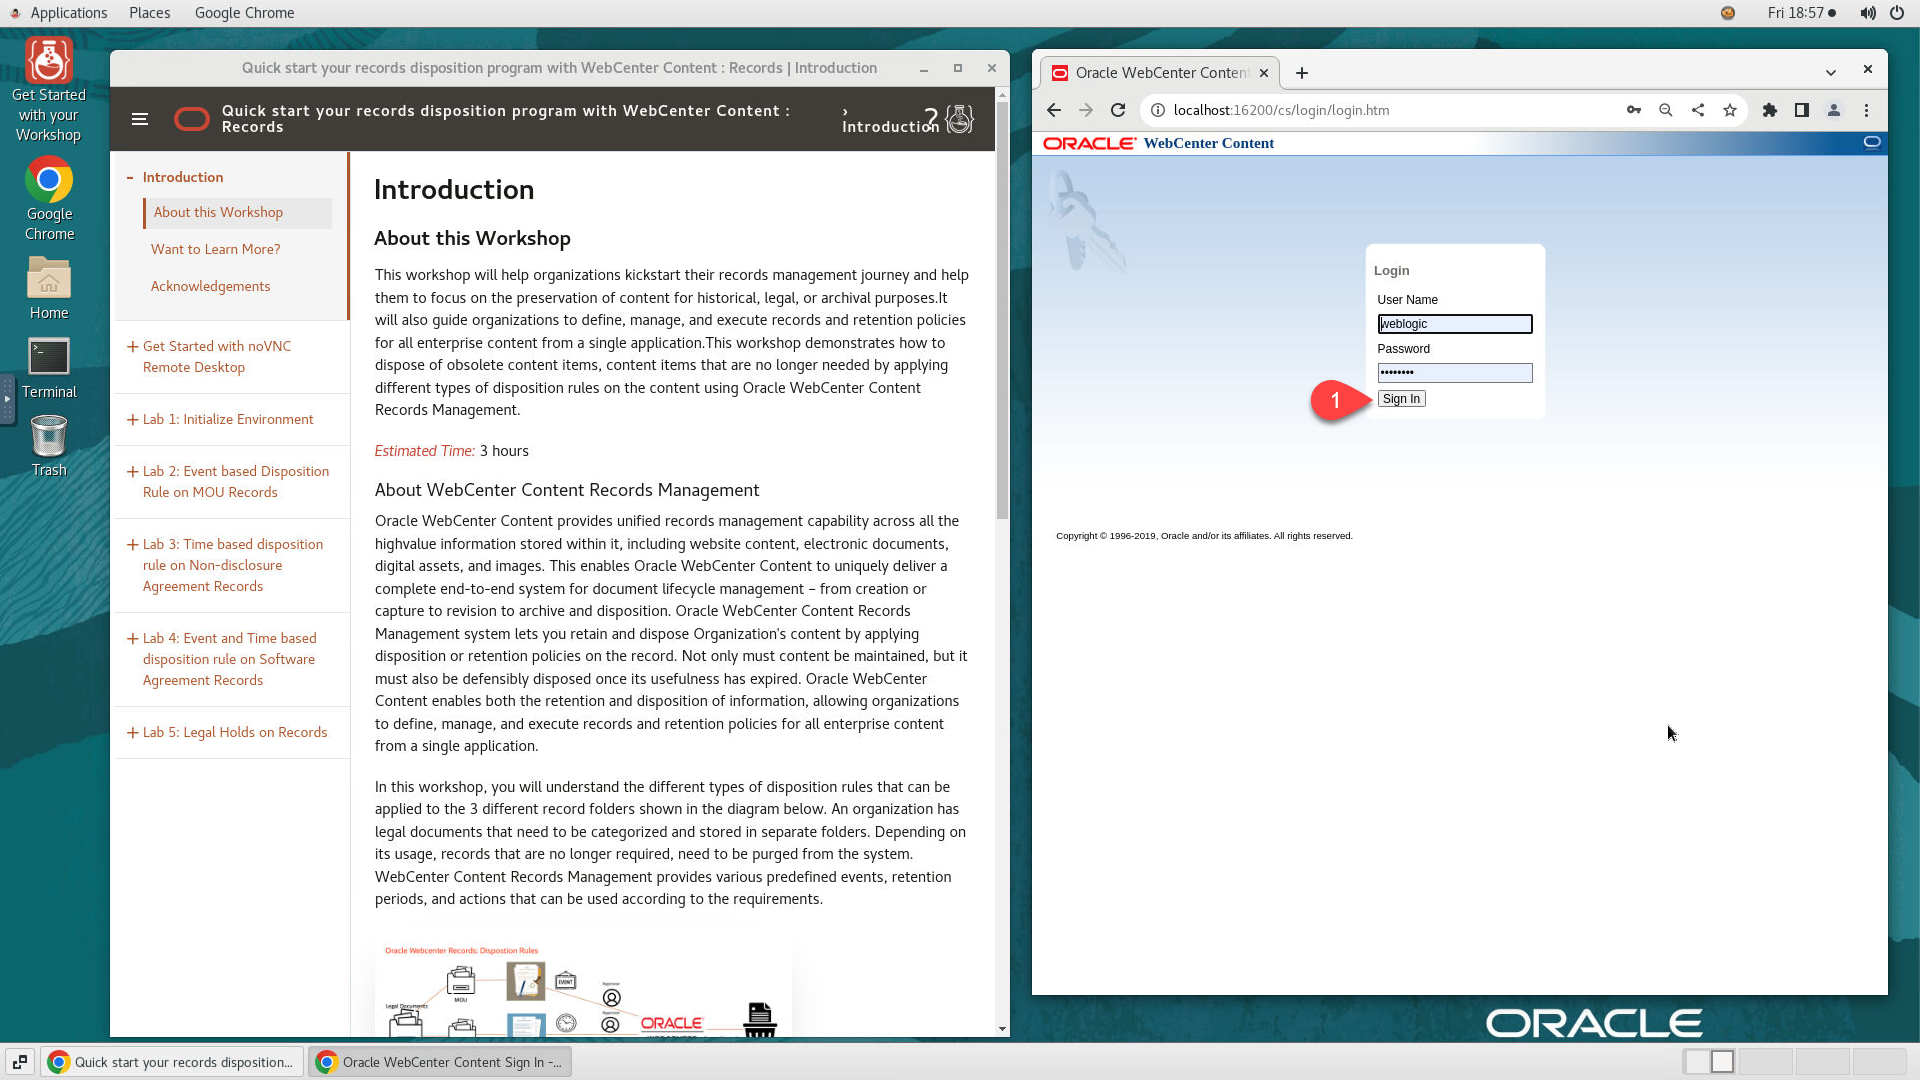 Applications Places Google Chrome
Fri 18:57
Get Started
with your
Workshop
Google
Chrome
Home
Terminal
Trash
Quick start your records disposition program with WebCenter Content : Records | Introduction
Quick start your records disposition program with WebCenter Content :
Records
›
Introduction
?
- Introduction
About this Workshop
Want to Learn More?
Acknowledgements
+ Get Started with noVNC
Remote Desktop
+ Lab 1: Initialize Environment
+ Lab 2: Event based Disposition
Rule on MOU Records
+ Lab 3: Time based disposition
rule on Non-disclosure
Agreement Records
+ Lab 4: Event and Time based
disposition rule on Software
Agreement Records
+ Lab 5: Legal Holds on Records
Introduction
About this Workshop
This workshop will help organizations kickstart their records management journey and help
them to focus on the preservation of content for historical, legal, or archival purposes.It
will also guide organizations to define, manage, and execute records and retention policies
for all enterprise content from a single application.This workshop demonstrates how to
dispose of obsolete content items, content items that are no longer needed by applying
different types of disposition rules on the content using Oracle WebCenter Content
Records Management.
Estimated Time: 3 hours
About WebCenter Content Records Management
Oracle WebCenter Content provides unified records management capability across all the
highvalue information stored within it, including website content, electronic documents,
digital assets, and images. This enables Oracle WebCenter Content to uniquely deliver a
complete end-to-end system for document lifecycle management – from creation or
capture to revision to archive and disposition. Oracle WebCenter Content Records
Management system lets you retain and dispose Organization's content by applying
disposition or retention policies on the record. Not only must content be maintained, but it
must also be defensibly disposed once its usefulness has expired. Oracle WebCenter
Content enables both the retention and disposition of information, allowing organizations
to define, manage, and execute records and retention policies for all enterprise content
from a single application.
In this workshop, you will understand the different types of disposition rules that can be
applied to the 3 different record folders shown in the diagram below. An organization has
legal documents that need to be categorized and stored in separate folders. Depending on
its usage, records that are no longer required, need to be purged from the system.
WebCenter Content Records Management provides various predefined events, retention
periods, and actions that can be used according to the requirements.
Oracle Webcenter Records: Dispostion Rules
Legal Documents
MOU
EVENT
Approve
Approve
ORACLE
Oracle WebCenter Content
localhost:16200/cs/login/login.htm
ORACLE WebCenter Content
Login
User Name
weblogic
Password
••••••••
1
Sign In
Copyright © 1996-2019, Oracle and/or its affiliates. All rights reserved.
ORACLE
Quick start your records disposition...
Oracle WebCenter Content Sign In -...